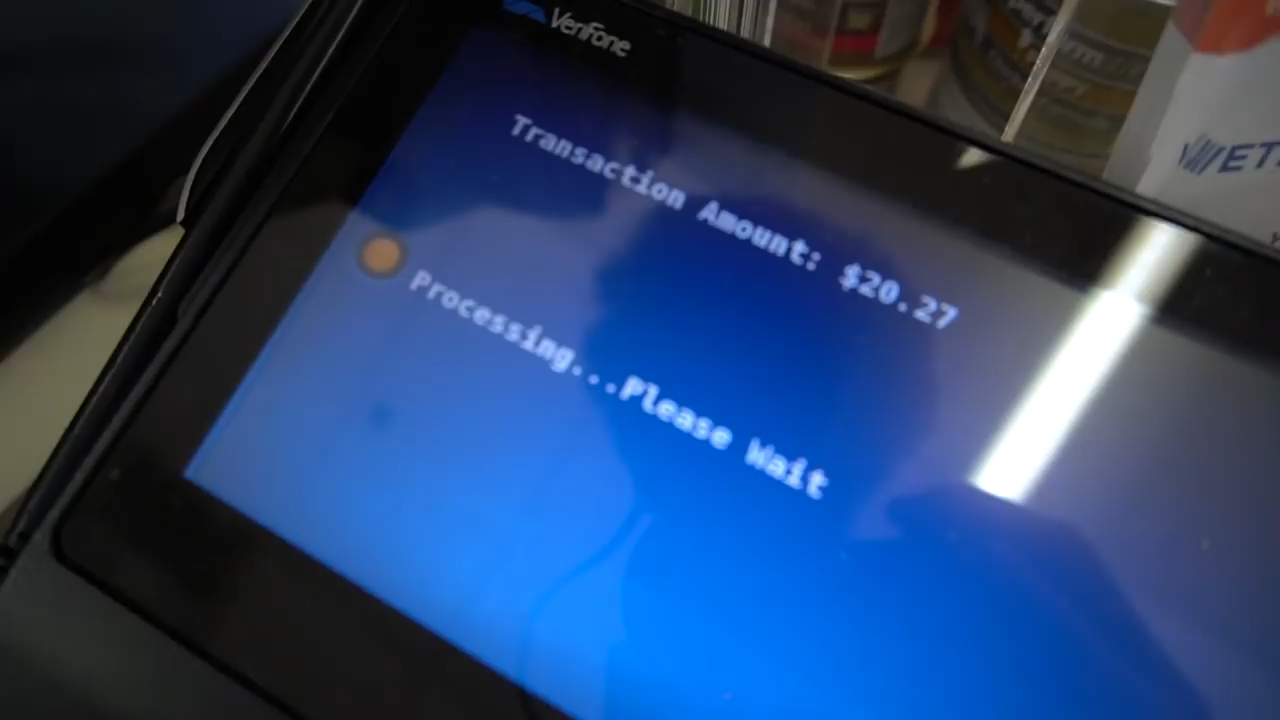 VeriFone
Transaction Amount: $20.27
Processing...Please Wait